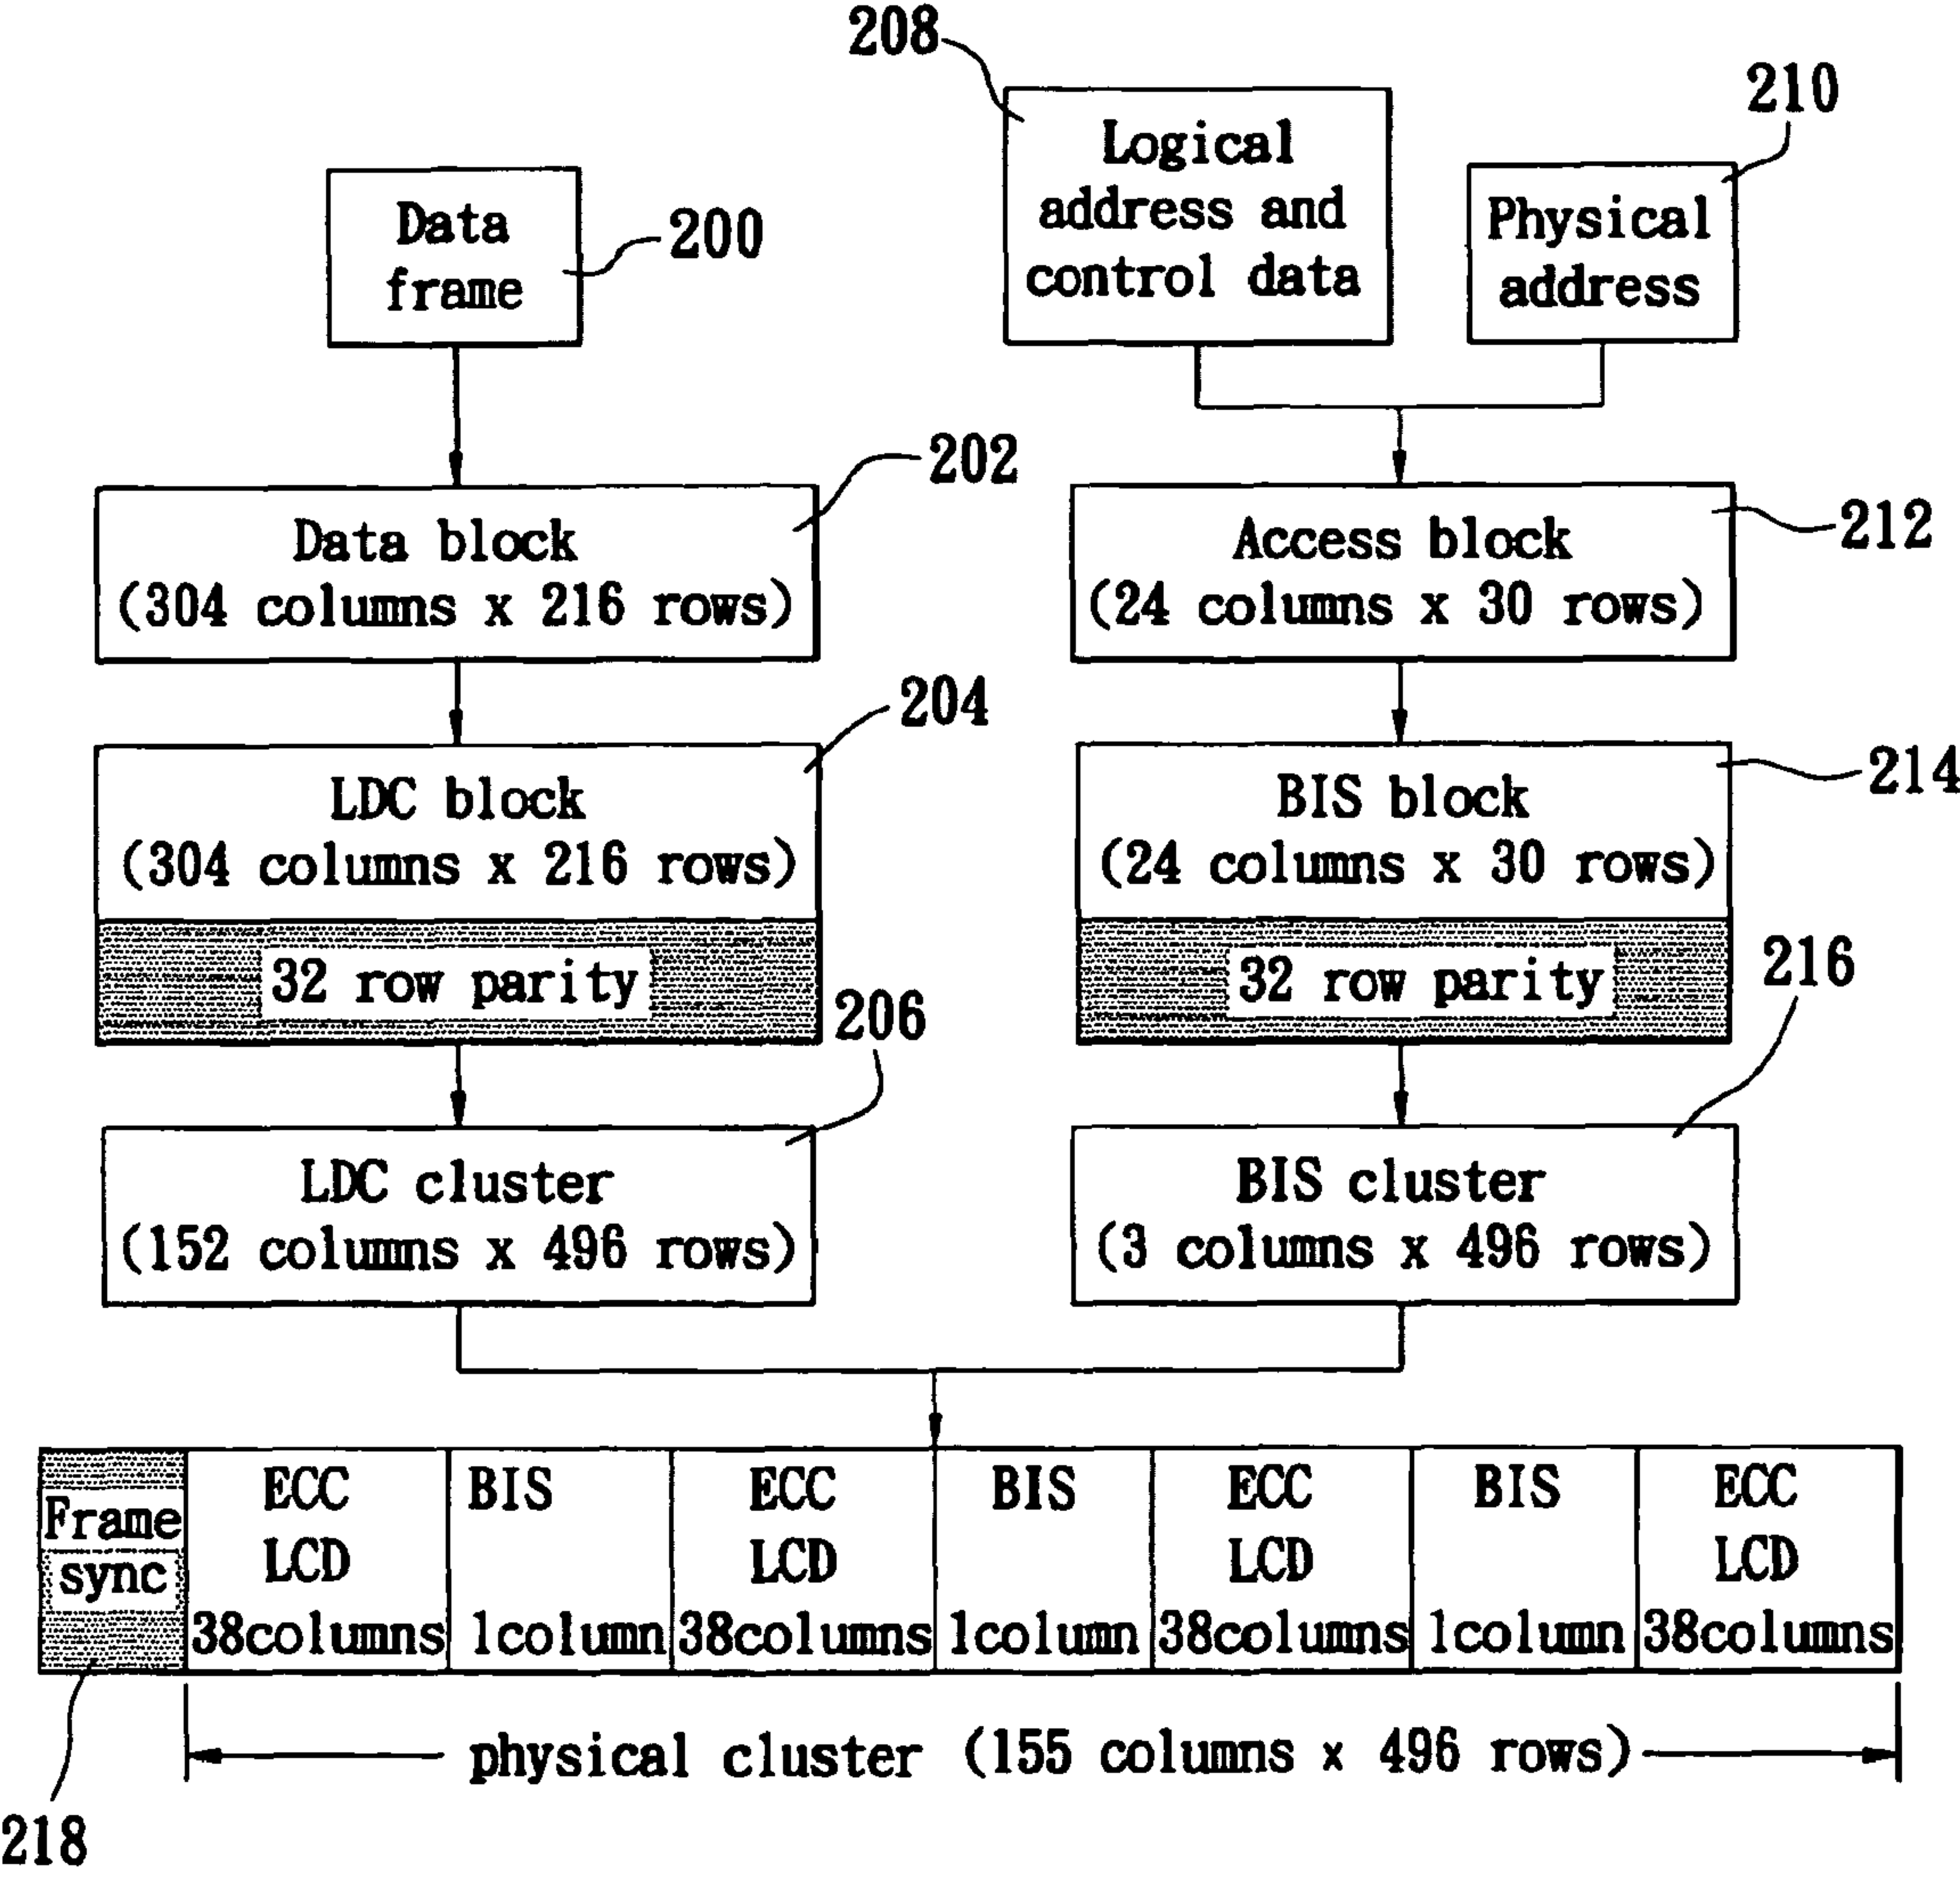 208
210
Logical
address and
control data
Physical
address
Data
frame
200
202
212
Data block
(304 columns x 216 rows)
Access block
(24 columns x 30 rows)
204
214
LDC block
(304 columns x 216 rows)
32 row parity
BIS block
(24 columns x 30 rows)
32 row parity
206
216
LDC cluster
(152 columns x 496 rows)
BIS cluster
(3 columns x 496 rows)
Frame
sync
ECC
LCD
38columns
BIS
1column
ECC
LCD
38columns
BIS
1column
ECC
LCD
38columns
BIS
1column
ECC
LCD
38columns
physical cluster (155 columns x 496 rows)
218